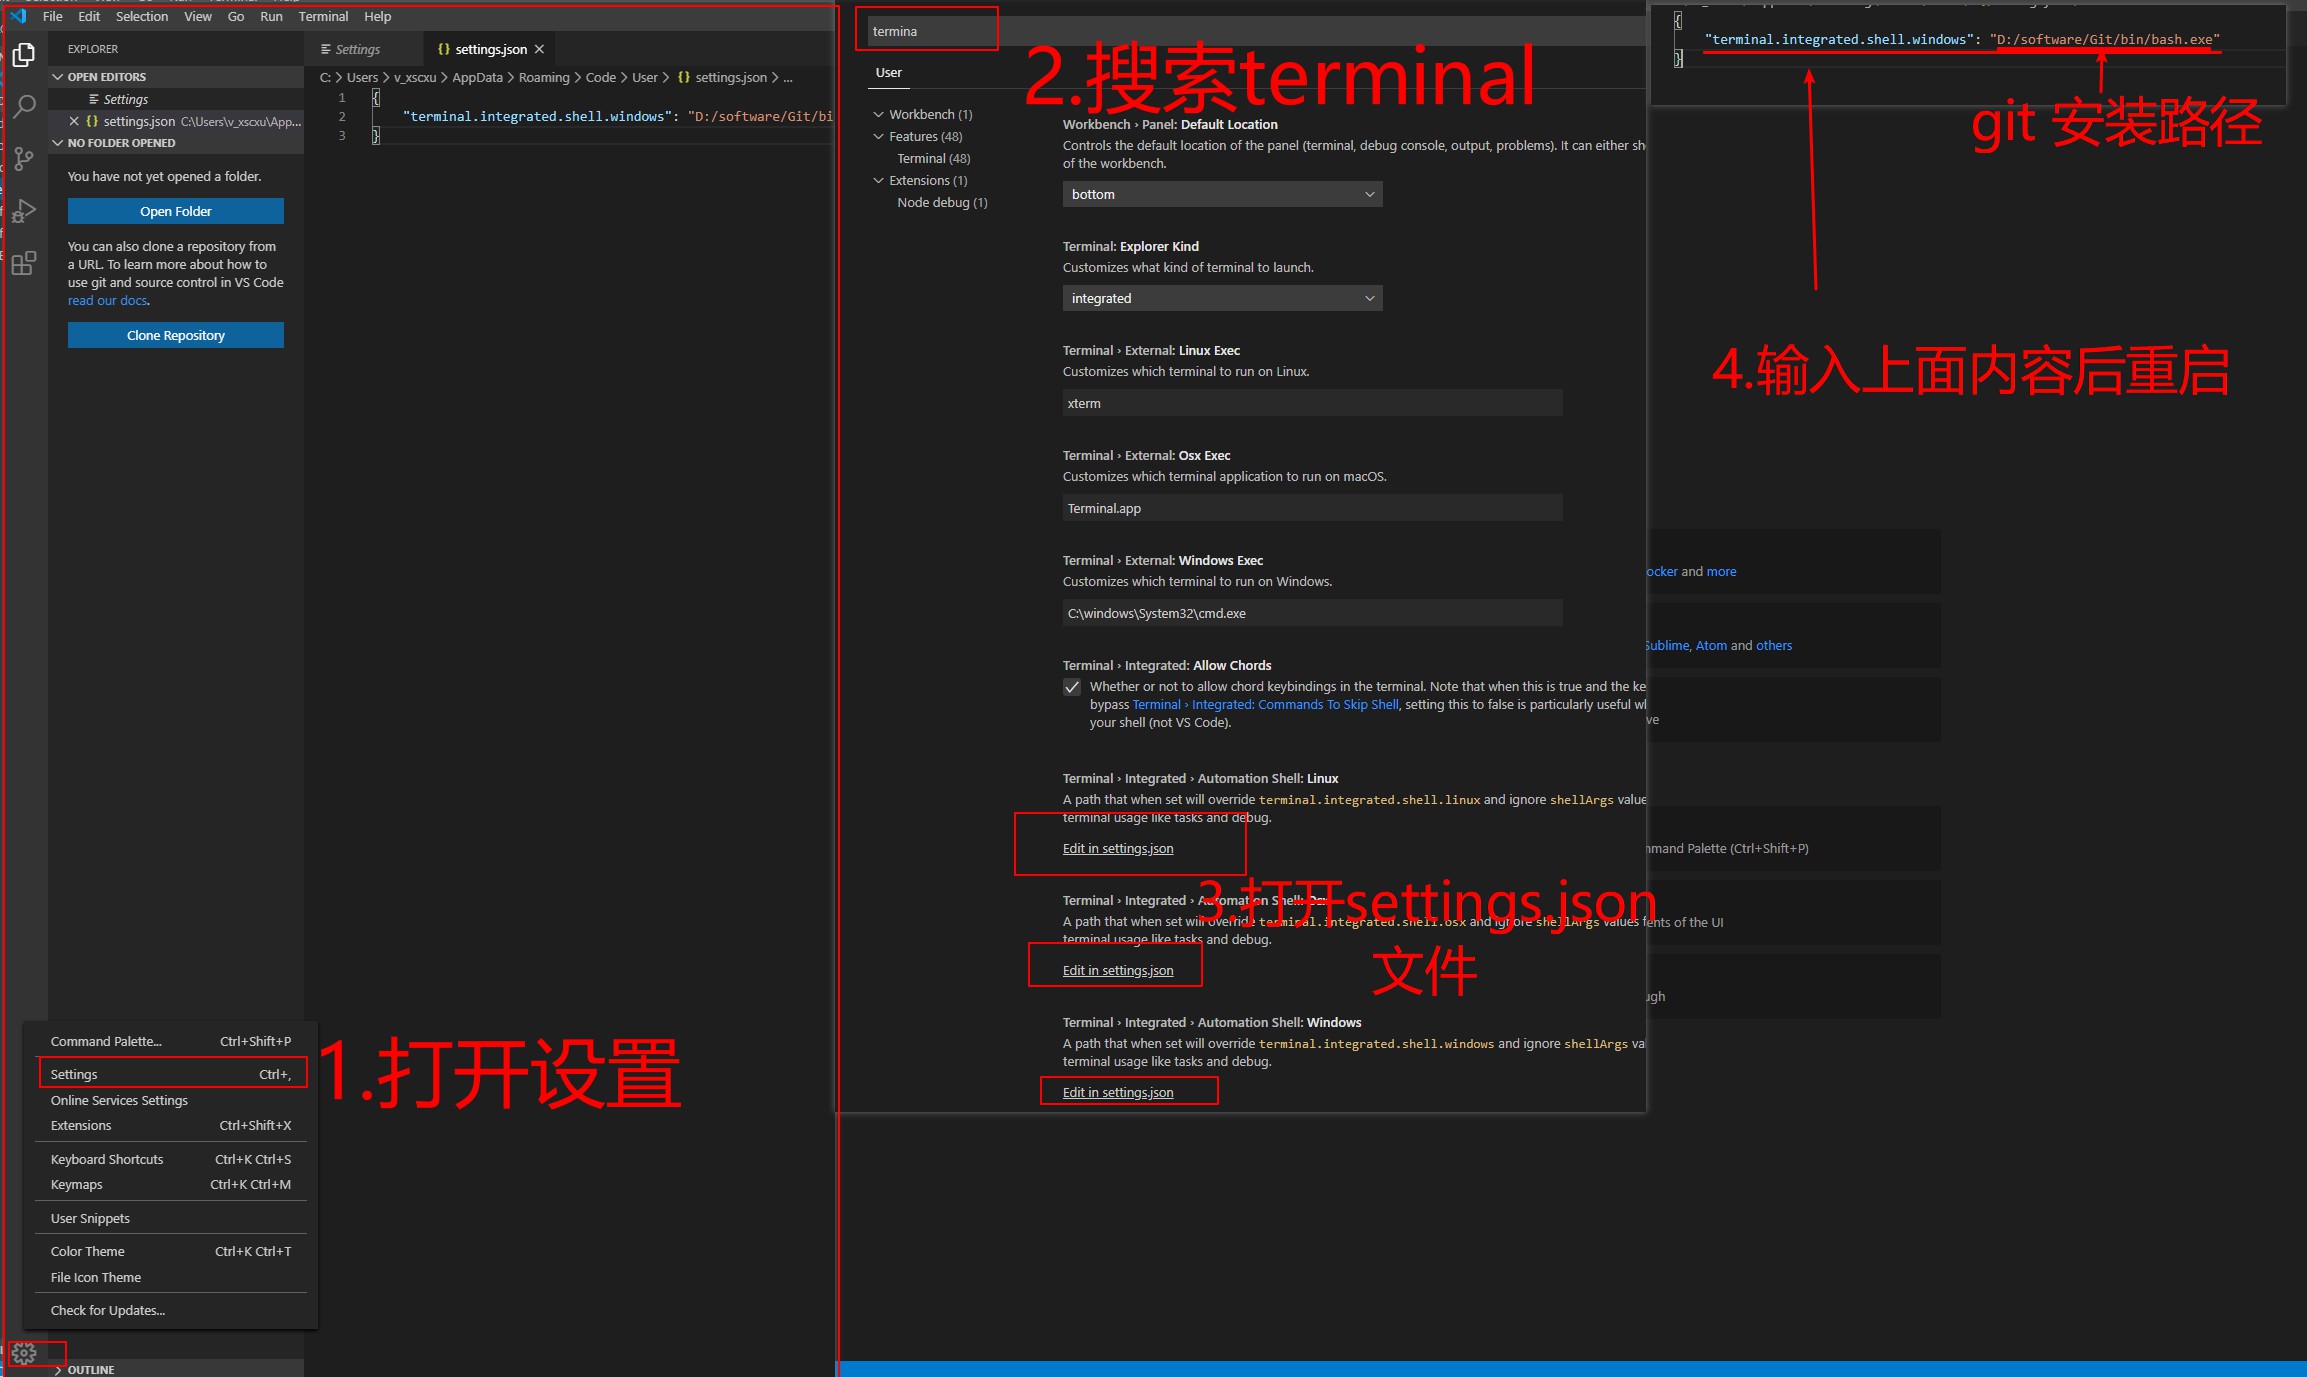 File Edit Selection View Go Run Terminal Help
EXPLORER
OPEN EDITORS
Settings
settings.json C:\Users\v_xscxu\App...
NO FOLDER OPENED
You have not yet opened a folder.
Open Folder
You can also clone a repository from
a URL. To learn more about how to
use git and source control in VS Code
read our docs.
Clone Repository
Settings
{} settings.json
C: > Users > v_xscxu > AppData > Roaming > Code > User > {} settings.json > ...
1 {
2 "terminal.integrated.shell.windows": "D:/software/Git/bi
3 }
Command Palette... Ctrl+Shift+P
Settings Ctrl+,
Online Services Settings
Extensions Ctrl+Shift+X
Keyboard Shortcuts Ctrl+K Ctrl+S
Keymaps Ctrl+K Ctrl+M
User Snippets
Color Theme Ctrl+K Ctrl+T
File Icon Theme
Check for Updates...
OUTLINE
1.打开设置
termina
2.搜索terminal
User
Workbench (1)
Features (48)
Terminal (48)
Extensions (1)
Node debug (1)
Workbench › Panel: Default Location
Controls the default location of the panel (terminal, debug console, output, problems). It can either sh
of the workbench.
bottom
Terminal: Explorer Kind
Customizes what kind of terminal to launch.
integrated
Terminal › External: Linux Exec
Customizes which terminal to run on Linux.
xterm
Terminal › External: Osx Exec
Customizes which terminal application to run on macOS.
Terminal.app
Terminal › External: Windows Exec
Customizes which terminal to run on Windows.
C:\windows\System32\cmd.exe
Terminal › Integrated: Allow Chords
Whether or not to allow chord keybindings in the terminal. Note that when this is true and the ke
bypass Terminal › Integrated: Commands To Skip Shell, setting this to false is particularly useful wh
your shell (not VS Code).
Terminal › Integrated › Automation Shell: Linux
A path that when set will override terminal.integrated.shell.linux and ignore shellArgs value
terminal usage like tasks and debug.
Edit in settings.json
Terminal › Integrated › Automation Shell: Osx
A path that when set will override terminal.integrated.shell.osx and ignore shellArgs values f
terminal usage like tasks and debug.
Edit in settings.json
3.打开settings.json
文件
Terminal › Integrated › Automation Shell: Windows
A path that when set will override terminal.integrated.shell.windows and ignore shellArgs va
terminal usage like tasks and debug.
Edit in settings.json
{
"terminal.integrated.shell.windows": "D:/software/Git/bin/bash.exe"
}
git 安装路径
4.输入上面内容后重启
ocker and more
Sublime, Atom and others
ve
mmand Palette (Ctrl+Shift+P)
ents of the UI
ugh